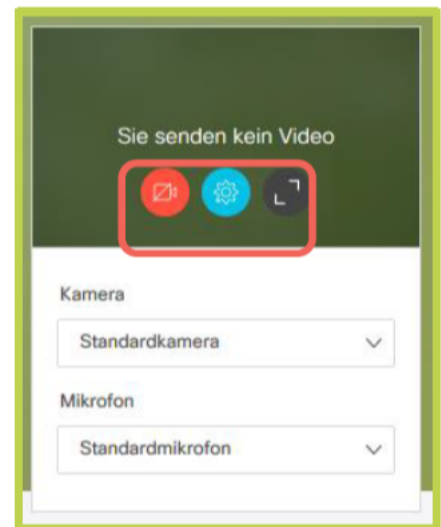 Sie senden kein Video
Kamera
Standardkamera
Mikrofon
Standardmikrofon